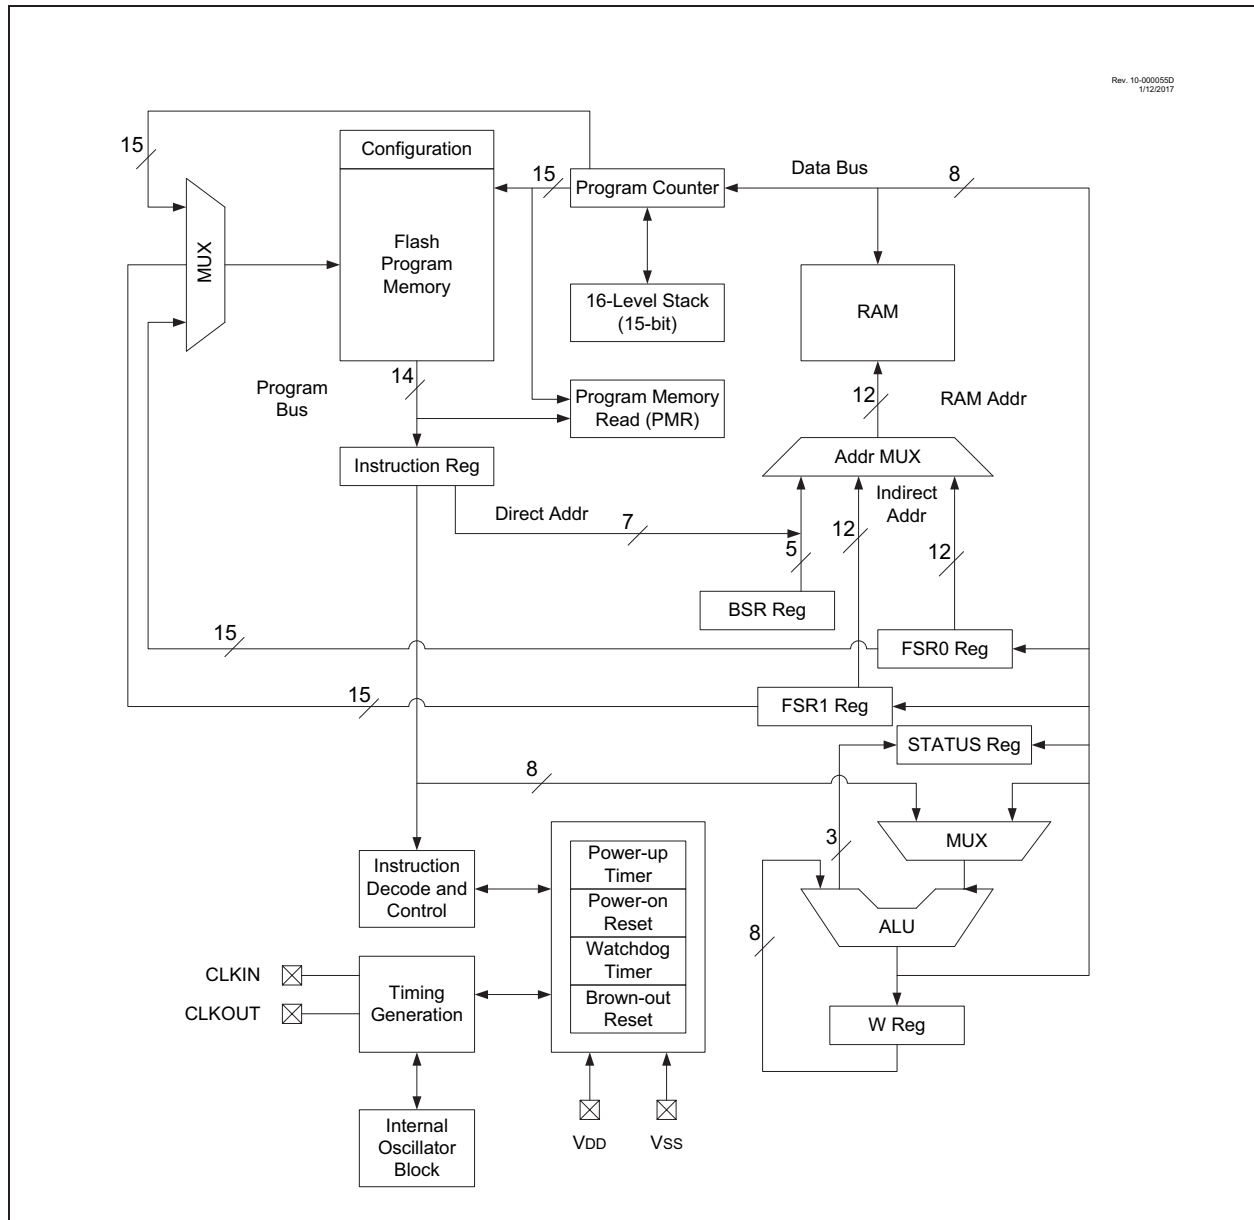 Rev. 10-000055D
1/12/2017
15
Configuration
15
Program Counter
Data Bus
8
MUX
Flash
Program
Memory
16-Level Stack
(15-bit)
RAM
Program
Bus
14
Program Memory
Read (PMR)
12
RAM Addr
Instruction Reg
Addr MUX
Direct Addr
7
Indirect
Addr
5
12
12
BSR Reg
15
FSR0 Reg
15
FSR1 Reg
STATUS Reg
8
3
MUX
Instruction
Decode and
Control
Power-up
Timer
Power-on
Reset
Watchdog
Timer
Brown-out
Reset
8
ALU
CLKIN
CLKOUT
Timing
Generation
W Reg
Internal
Oscillator
Block
VDD
VSS